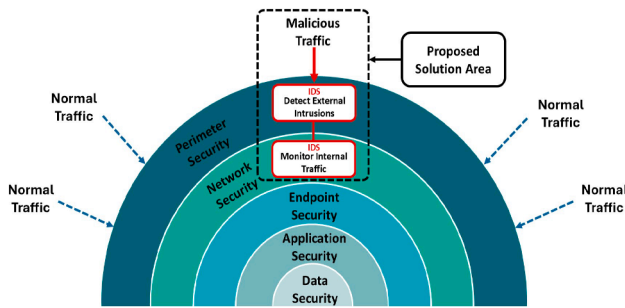 Malicious
Traffic
Proposed
Solution Area
Normal
Traffic
Normal
Traffic
IDS
Detect External
Intrusions
Perimeter
Security
IDS
Monitor Internal
Traffic
Network
Security
Normal
Traffic
Normal
Traffic
Endpoint
Security
Application
Security
Data
Security